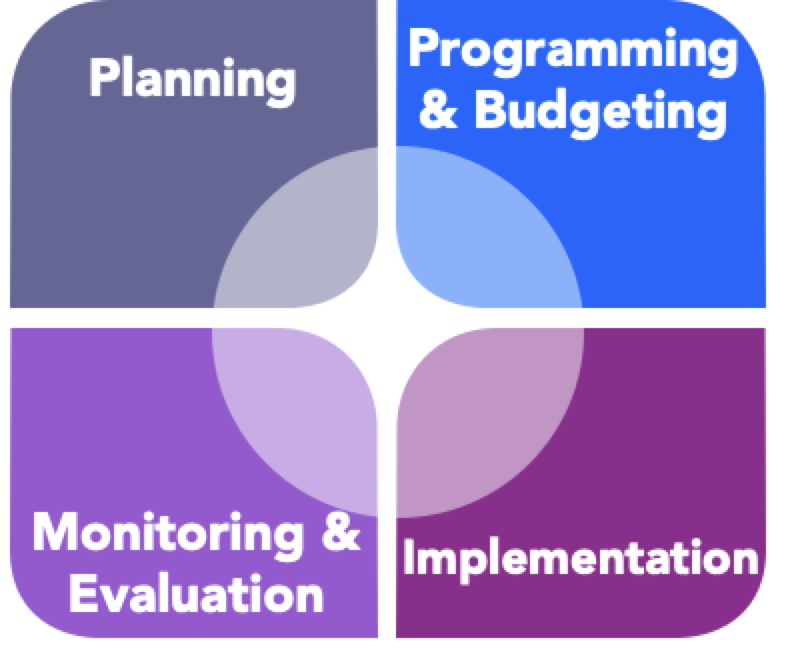 Planning
Programming
& Budgeting
Monitoring &
Evaluation
Implementation